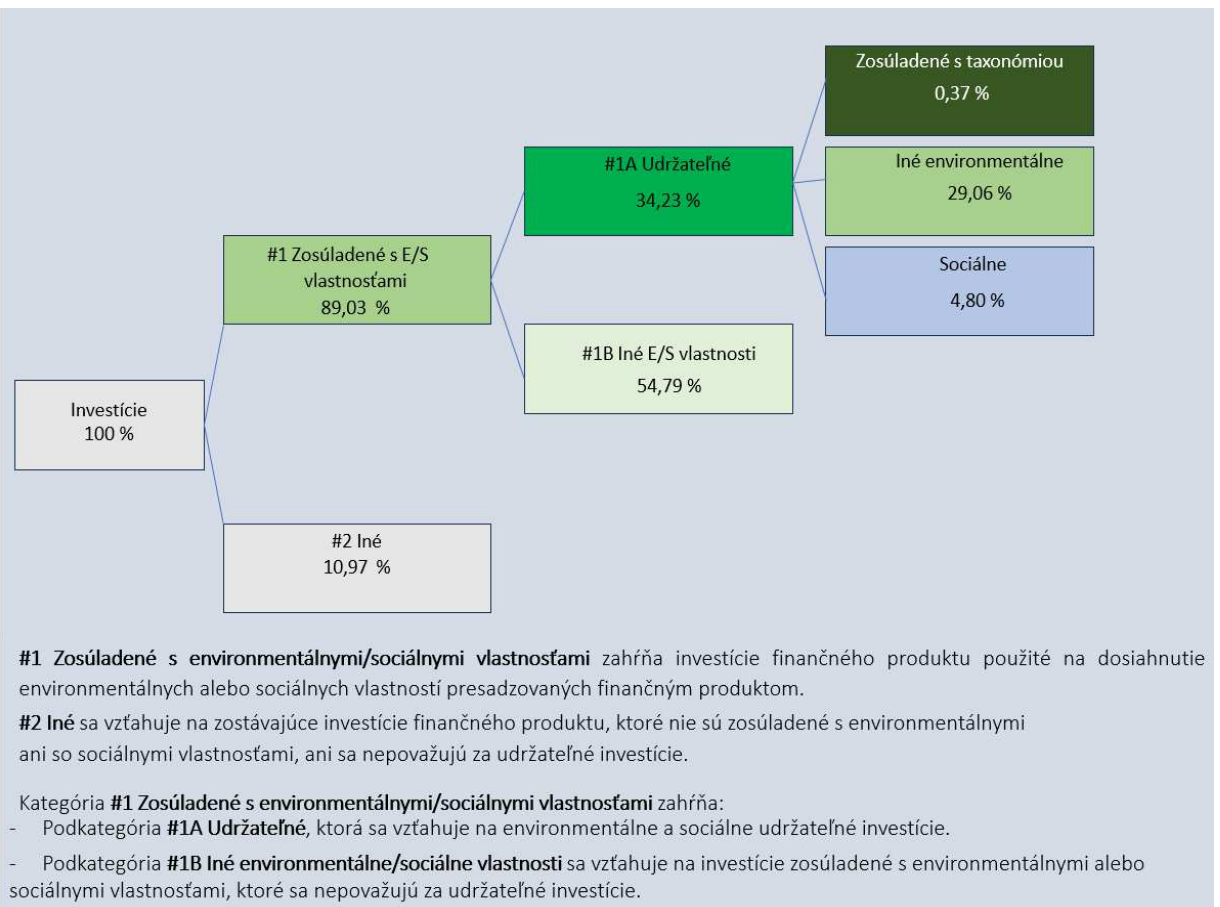 Zosúladené s taxonómiou
0,37 %
#1A Udržateľné
34,23 %
Iné environmentálne
29,06 %
#1 Zosúladené s E/S
vlastnosťami
89,03 %
Sociálne
4,80 %
#1B Iné E/S vlastnosti
54,79 %
Investície
100 %
#2 Iné
10,97 %
#1 Zosúladené s environmentálnymi/sociálnymi vlastnosťami zahŕňa investície finančného produktu použité na dosiahnutie
environmentálnych alebo sociálnych vlastností presadzovaných finančným produktom.
#2 Iné sa vzťahuje na zostávajúce investície finančného produktu, ktoré nie sú zosúladené s environmentálnymi
ani so sociálnymi vlastnosťami, ani sa nepovažujú za udržateľné investície.
Kategória #1 Zosúladené s environmentálnymi/sociálnymi vlastnosťami zahŕňa:
- Podkategória #1A Udržateľné, ktorá sa vzťahuje na environmentálne a sociálne udržateľné investície.
- Podkategória #1B Iné environmentálne/sociálne vlastnosti sa vzťahuje na investície zosúladené s environmentálnymi alebo
sociálnymi vlastnosťami, ktoré sa nepovažujú za udržateľné investície.